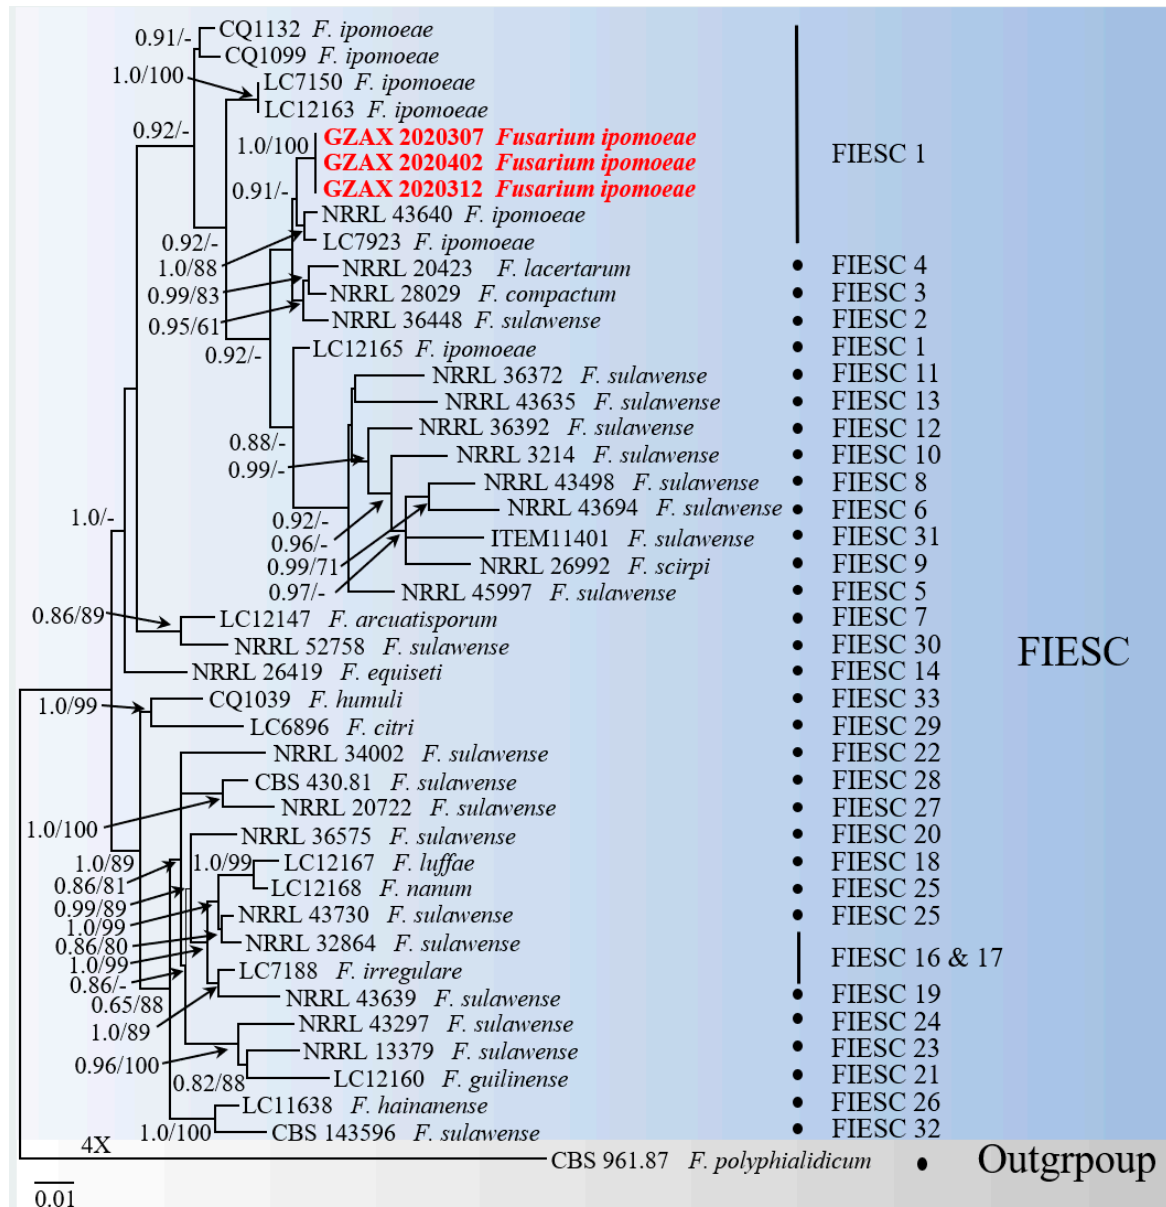 CQ1132 F. ipomoeae
0.91/-
CQ1099 F. ipomoeae
1.0/100
LC7150 F. ipomoeae
LC12163 F. ipomoeae
0.92/-
1.0/100
GZAX 2020307 Fusarium ipomoeae
GZAX 2020402 Fusarium ipomoeae
FIESC 1
GZAX 2020312 Fusarium ipomoeae
0.91/-
NRRL 43640 F. ipomoeae
0.92/-
LC7923 F. ipomoeae
1.0/88
NRRL 20423 F. lacertarum FIESC 4
0.99/83
NRRL 28029 F. compactum FIESC 3
0.95/61
NRRL 36448 F. sulawense FIESC 2
0.92/-
LC12165 F. ipomoeae FIESC 1
NRRL 36372 F. sulawense FIESC 11
NRRL 43635 F. sulawense FIESC 13
NRRL 36392 F. sulawense FIESC 12
0.88/-
NRRL 3214 F. sulawense FIESC 10
0.99/-
NRRL 43498 F. sulawense FIESC 8
NRRL 43694 F. sulawense FIESC 6
1.0/-
0.92/-
ITEM11401 F. sulawense FIESC 31
0.96/-
NRRL 26992 F. scirpi FIESC 9
0.99/71
NRRL 45997 F. sulawense FIESC 5
0.97/-
0.86/89
LC12147 F. arcuatisporum FIESC 7
NRRL 52758 F. sulawense FIESC 30
FIESC
NRRL 26419 F. equiseti FIESC 14
CQ1039 F. humuli FIESC 33
1.0/99
LC6896 F. citri FIESC 29
NRRL 34002 F. sulawense FIESC 22
CBS 430.81 F. sulawense FIESC 28
NRRL 20722 F. sulawense FIESC 27
1.0/100
NRRL 36575 F. sulawense FIESC 20
1.0/89
1.0/99
LC12167 F. luffae FIESC 18
0.86/81
LC12168 F. nanum FIESC 25
0.99/89
NRRL 43730 F. sulawense FIESC 25
1.0/99
NRRL 32864 F. sulawense
0.86/80
FIESC 16 & 17
1.0/99
LC7188 F. irregulare
0.86/-
NRRL 43639 F. sulawense FIESC 19
0.65/88
NRRL 43297 F. sulawense FIESC 24
1.0/89
NRRL 13379 F. sulawense FIESC 23
0.96/100
LC12160 F. guilinense FIESC 21
0.82/88
LC11638 F. hainanense FIESC 26
1.0/100
CBS 143596 F. sulawense FIESC 32
4X
CBS 961.87 F. polyphialidicum Outgrpoup
0.01